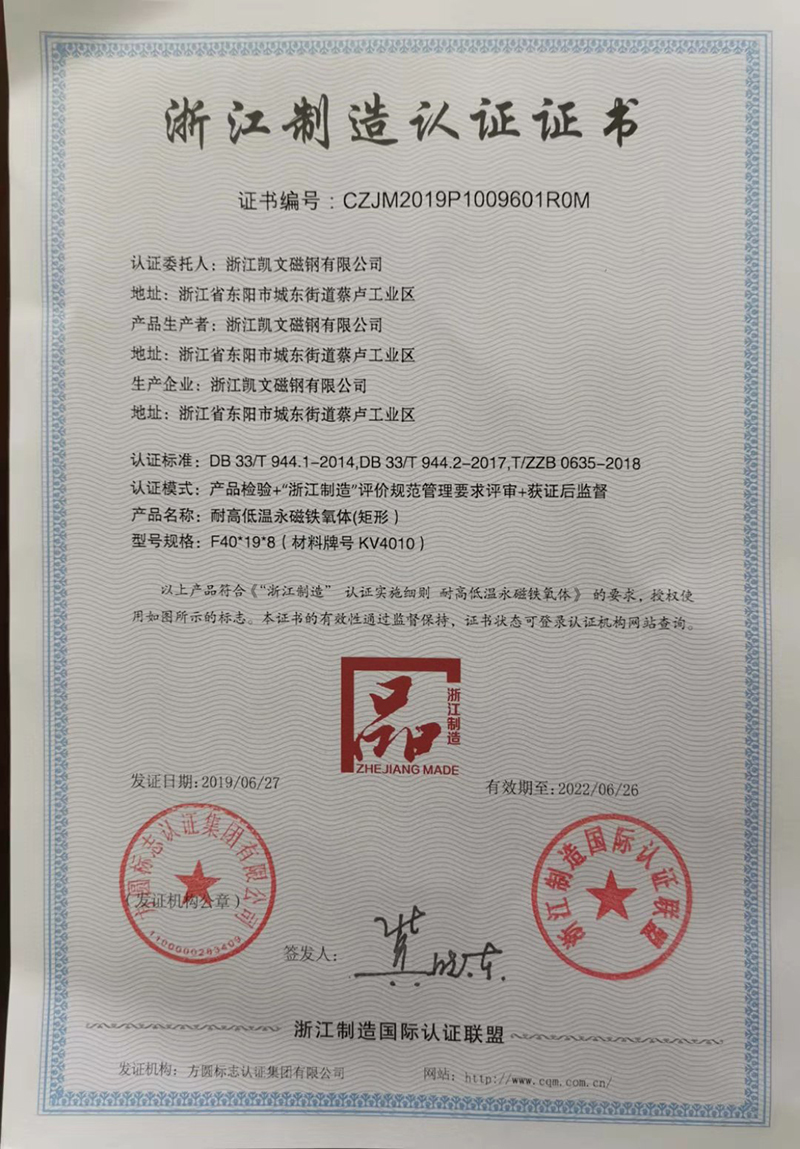 浙江制造认证证书
证书编号：CZJM2019P1009601R0M
认证委托人：浙江凯文磁钢有限公司
地址：浙江省东阳市城东街道蔡卢工业区
产品生产者：浙江凯文磁钢有限公司
地址：浙江省东阳市城东街道蔡卢工业区
生产企业：浙江凯文磁钢有限公司
地址：浙江省东阳市城东街道蔡卢工业区
认证标准：DB 33/T 944.1-2014,DB 33/T 944.2-2017,T/ZZB 0635-2018
认证模式：产品检验+“浙江制造”评价规范管理要求评审+获证后监督
产品名称：耐高低温永磁铁氧体(矩形)
型号规格：F40*19*8（材料牌号 KV4010）
以上产品符合《“浙江制造” 认证实施细则 耐高低温永磁铁氧体》的要求，授权使
用如图所示的标志。本证书的有效性通过监督保持，证书状态可登录认证机构网站查询。
品
浙江制造
ZHEJIANG MADE
发证日期:2019/06/27
有效期至:2022/06/26
方圆标志认证集团有限公司
（发证机构公章）
1100000283409
浙江制造国际认证联盟
签发人：
浙江制造国际认证联盟
发证机构：方圆标志认证集团有限公司
网站：http://www.cqm.com.cn/